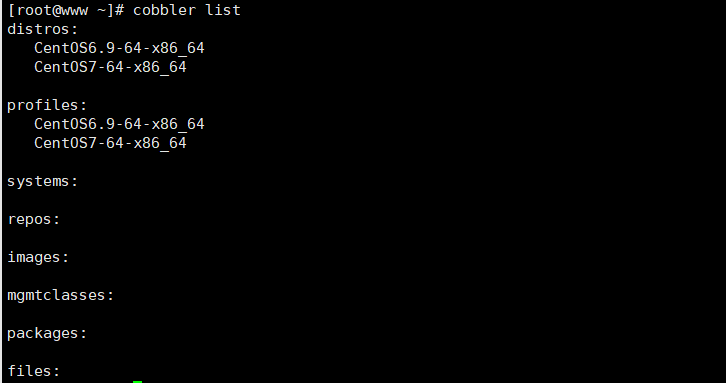 [root@www ~]# cobbler list
distros:
   CentOS6.9-64-x86_64
   CentOS7-64-x86_64

profiles:
   CentOS6.9-64-x86_64
   CentOS7-64-x86_64

systems:

repos:

images:

mgmtclasses:

packages:

files: